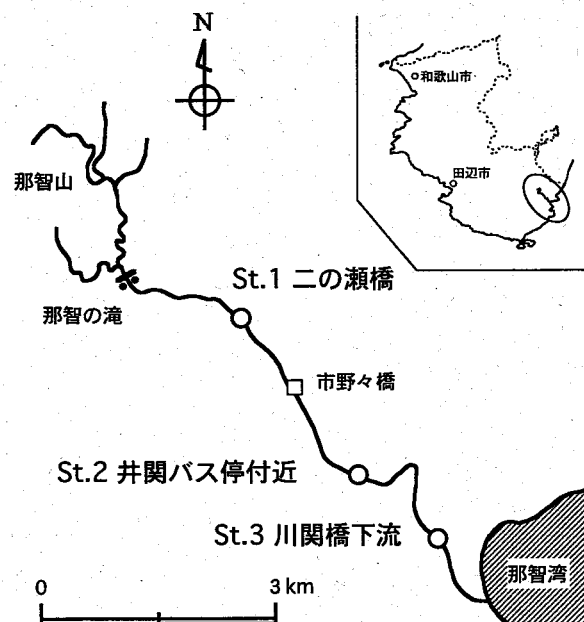 N
和歌山市
田辺市
那智山
St.1 二の瀬橋
那智の滝
市野々橋
St.2 井関バス停付近
St.3 川関橋下流
那智湾
0
3 km